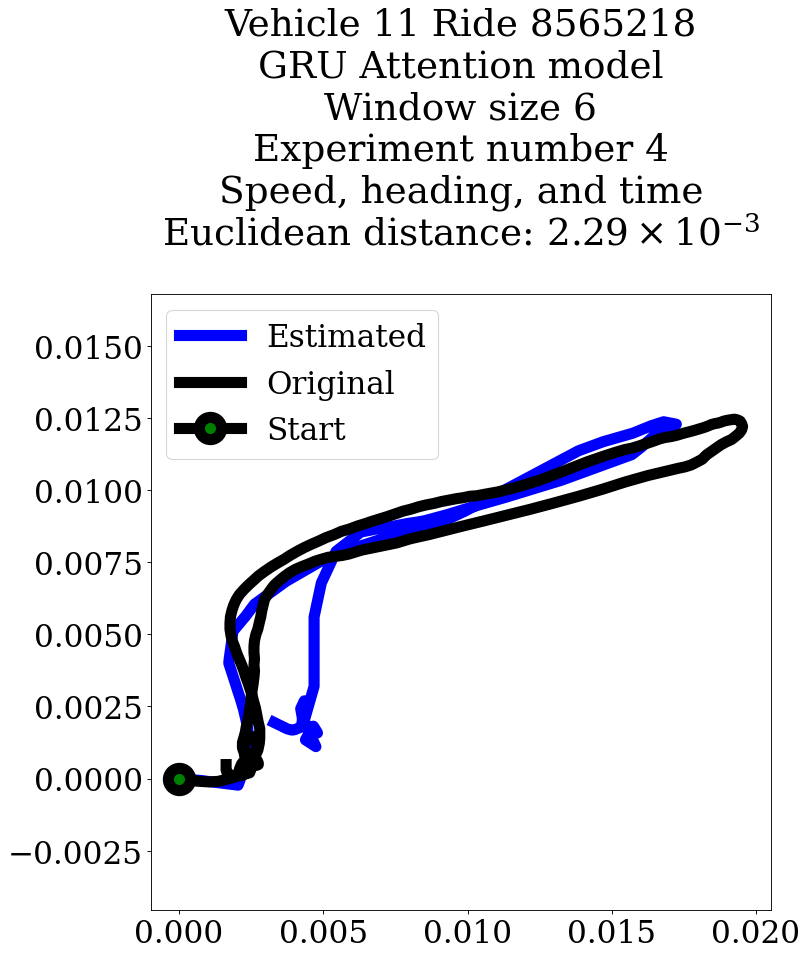 Vehicle 11 Ride 8565218
GRU Attention model
Window size 6
Experiment number 4
Speed, heading, and time
Euclidean distance: 2.29 × 10⁻³
Estimated
Original
Start
0.0150
0.0125
0.0100
0.0075
0.0050
0.0025
0.0000
−0.0025
0.000 0.005 0.010 0.015 0.020